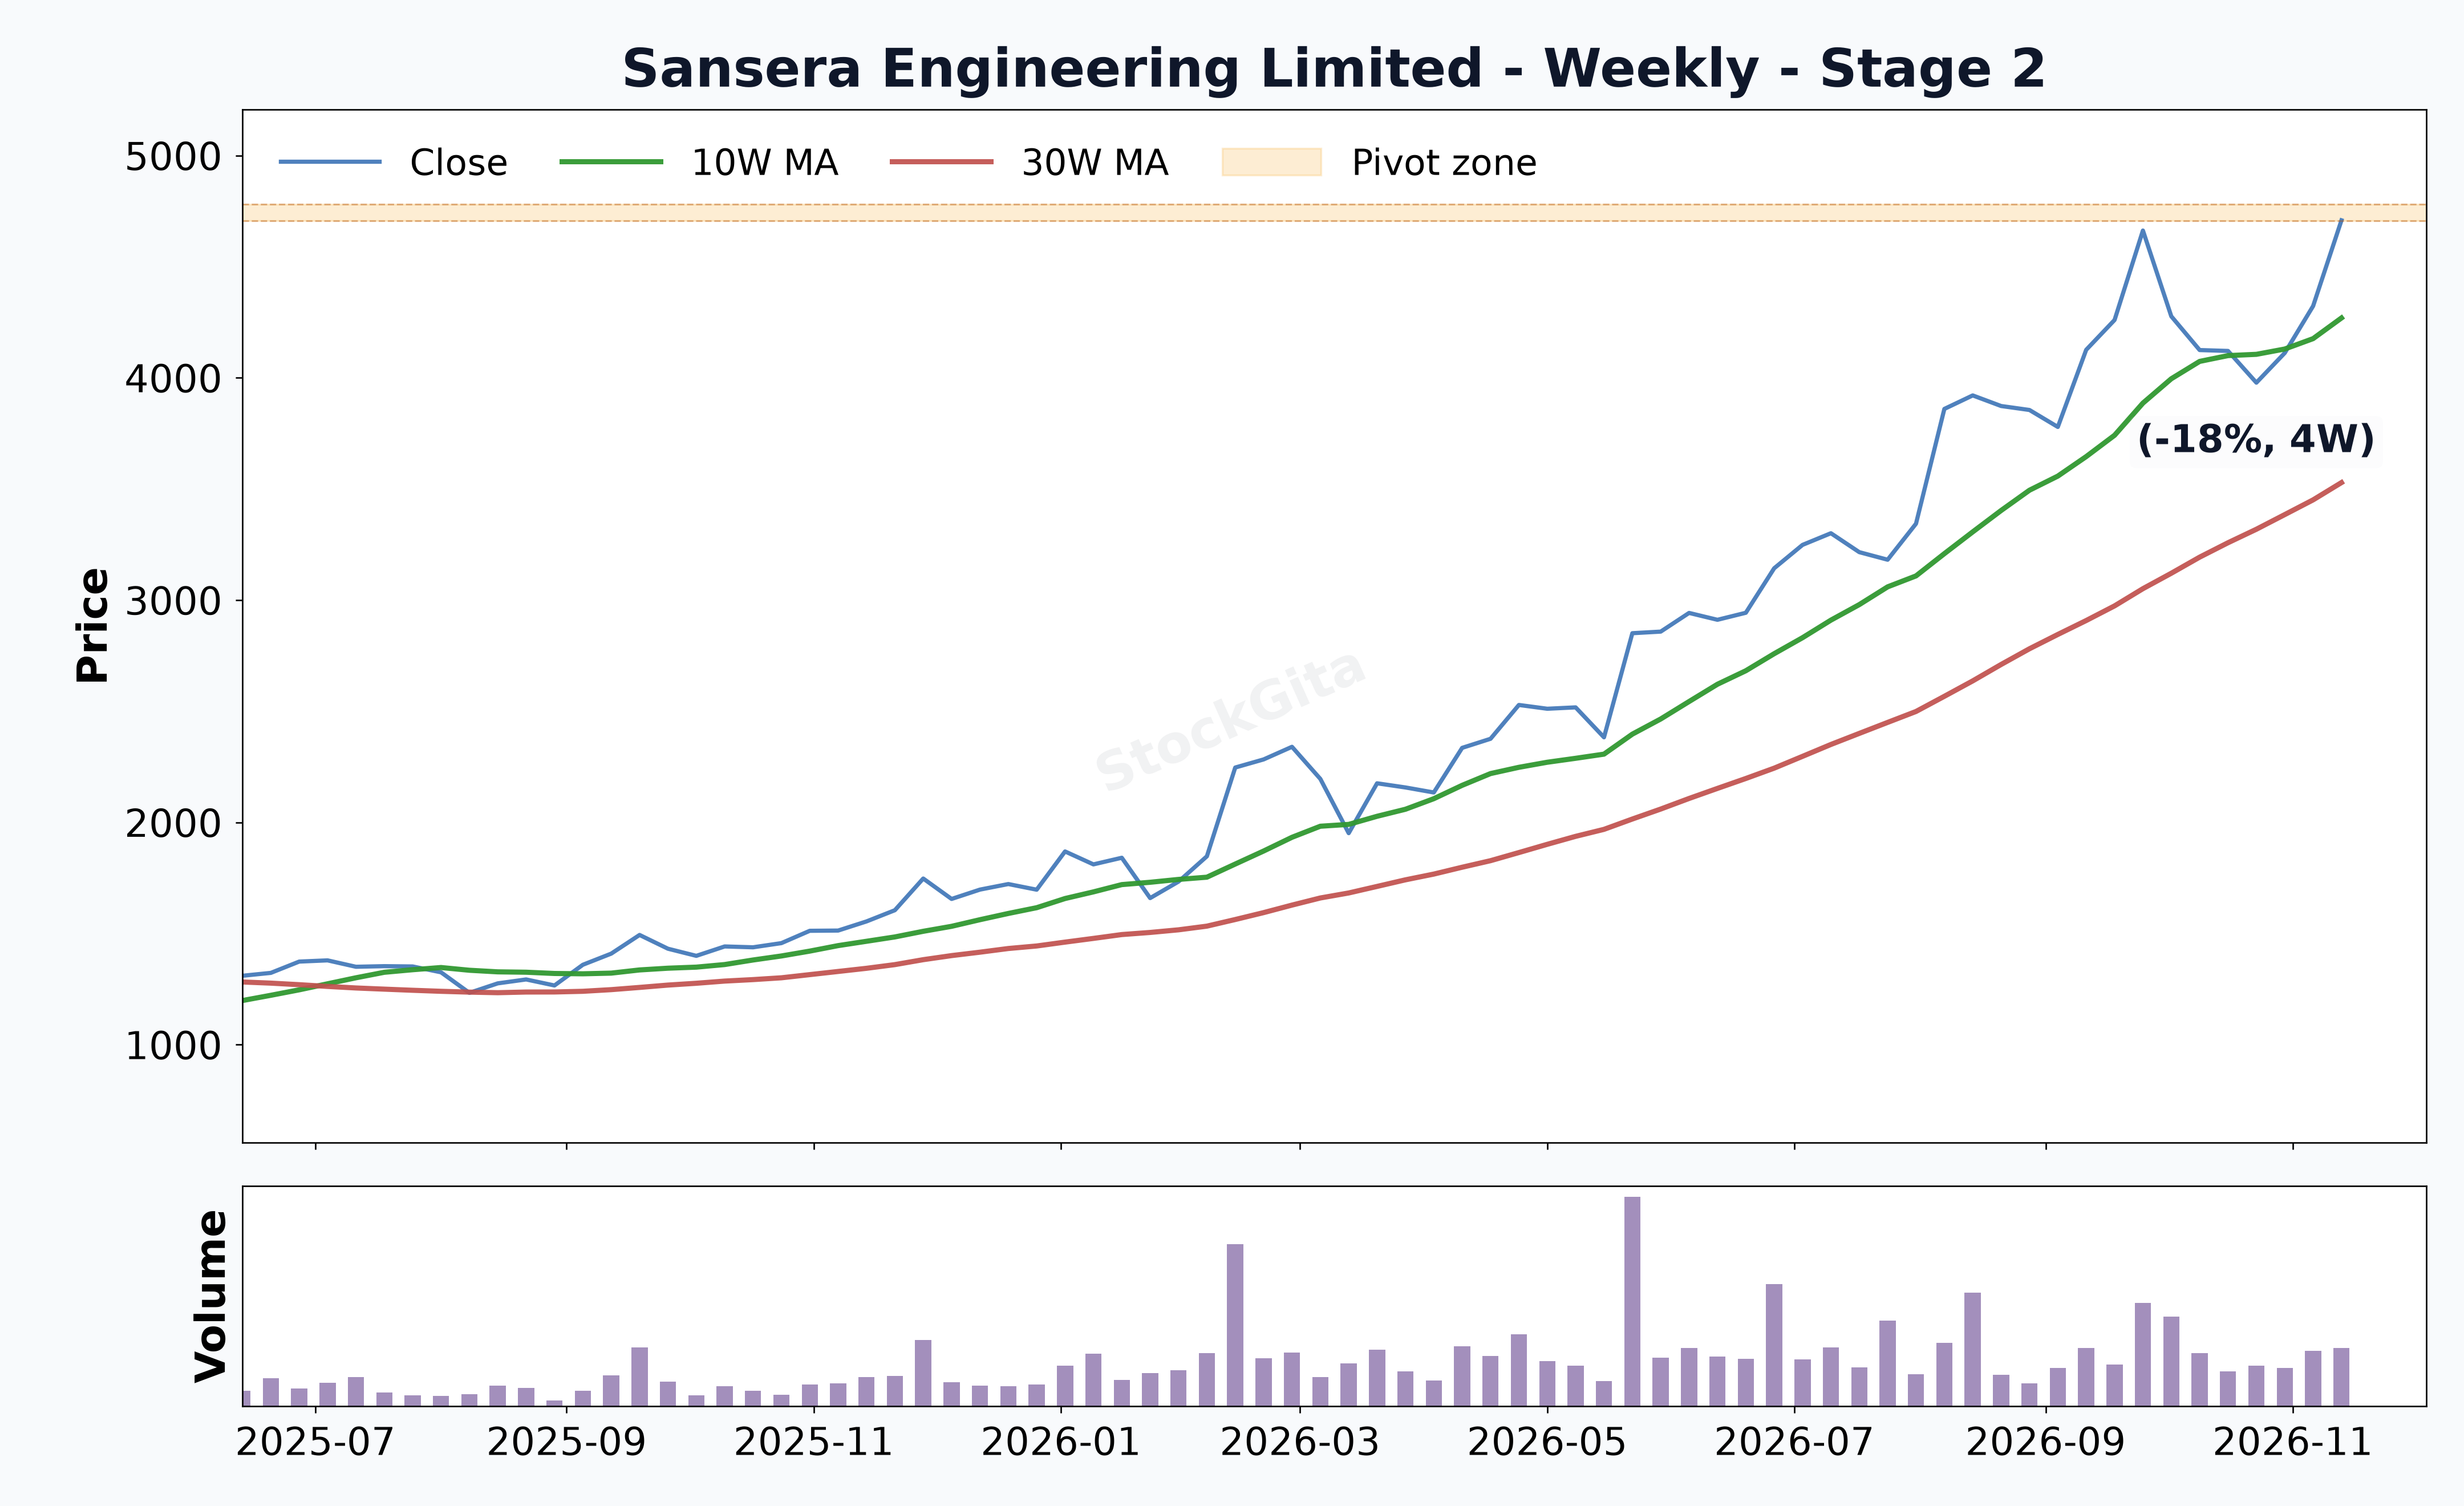 Sansera Engineering Limited - Weekly - Stage 2
Close 10W MA 30W MA Pivot zone
5000
4000
3000
2000
1000
Price
(-18%, 4W)
StockGita
Volume
2025-07 2025-09 2025-11 2026-01 2026-03 2026-05 2026-07 2026-09 2026-11